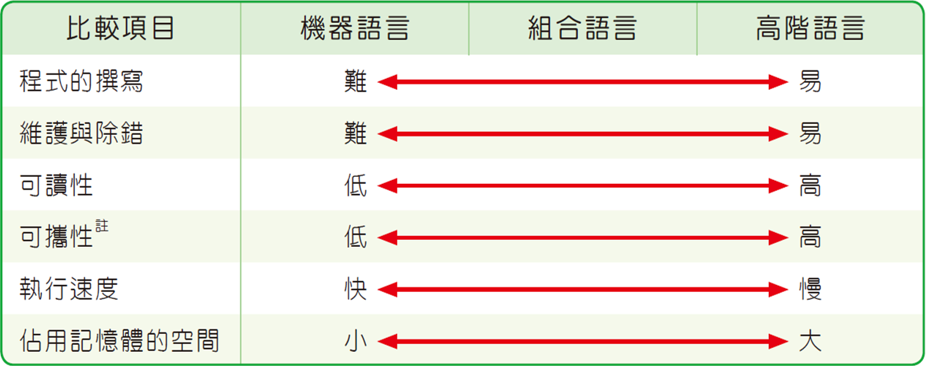 比較項目 機器語言 組合語言 高階語言
程式的撰寫 難 易
維護與除錯 難 易
可讀性 低 高
可攜性註 低 高
執行速度 快 慢
佔用記憶體的空間 小 大